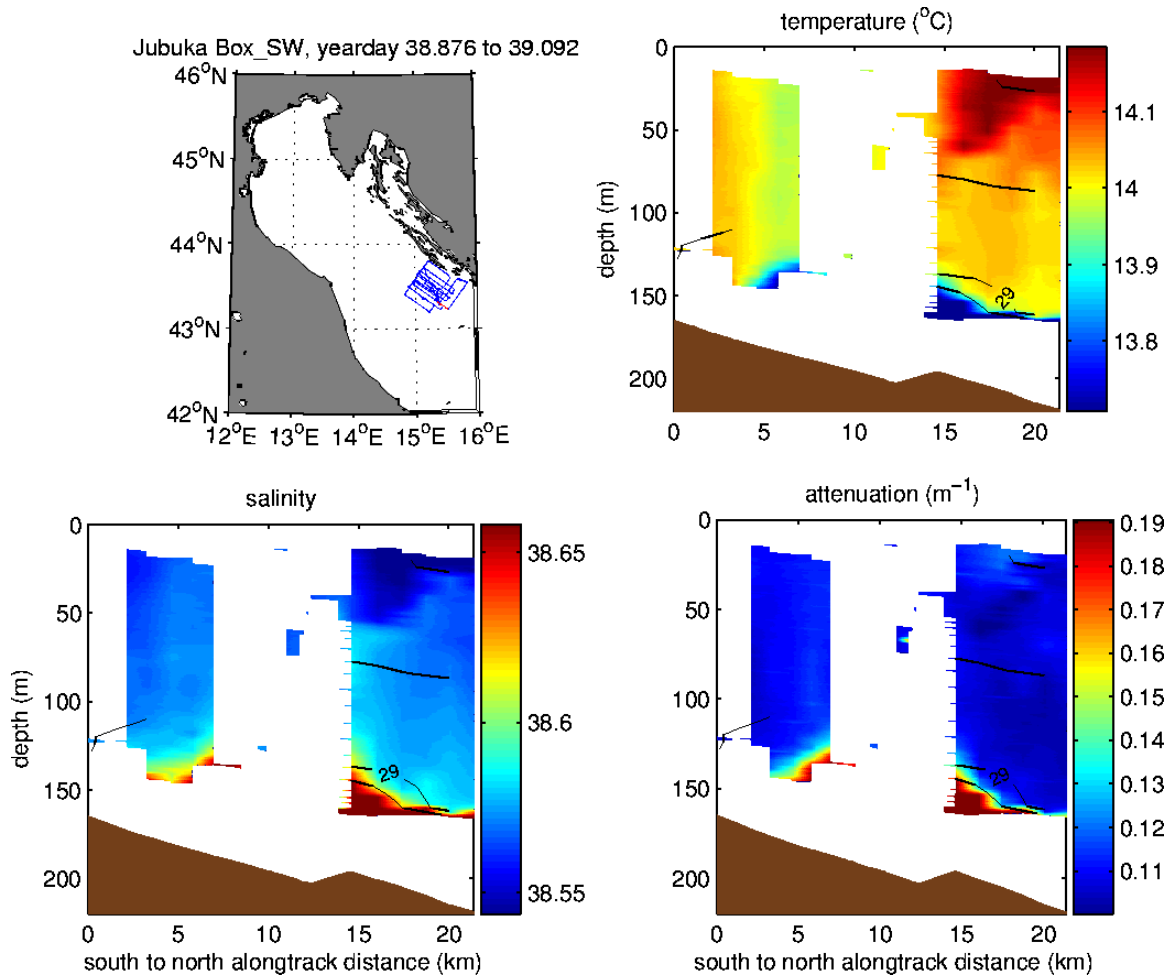 Jubuka Box_SW, yearday 38.876 to 39.092
46°N
45°N
44°N
43°N
42°N
12°E 13°E 14°E 15°E 16°E
temperature (°C)
0
50
100
150
200
depth (m)
0 5 10 15 20
29
14.1
14
13.9
13.8
salinity
0
50
100
150
200
depth (m)
0 5 10 15 20
south to north alongtrack distance (km)
29
38.65
38.6
38.55
attenuation (m⁻¹)
0
50
100
150
200
0 5 10 15 20
south to north alongtrack distance (km)
29
0.19
0.18
0.17
0.16
0.15
0.14
0.13
0.12
0.11